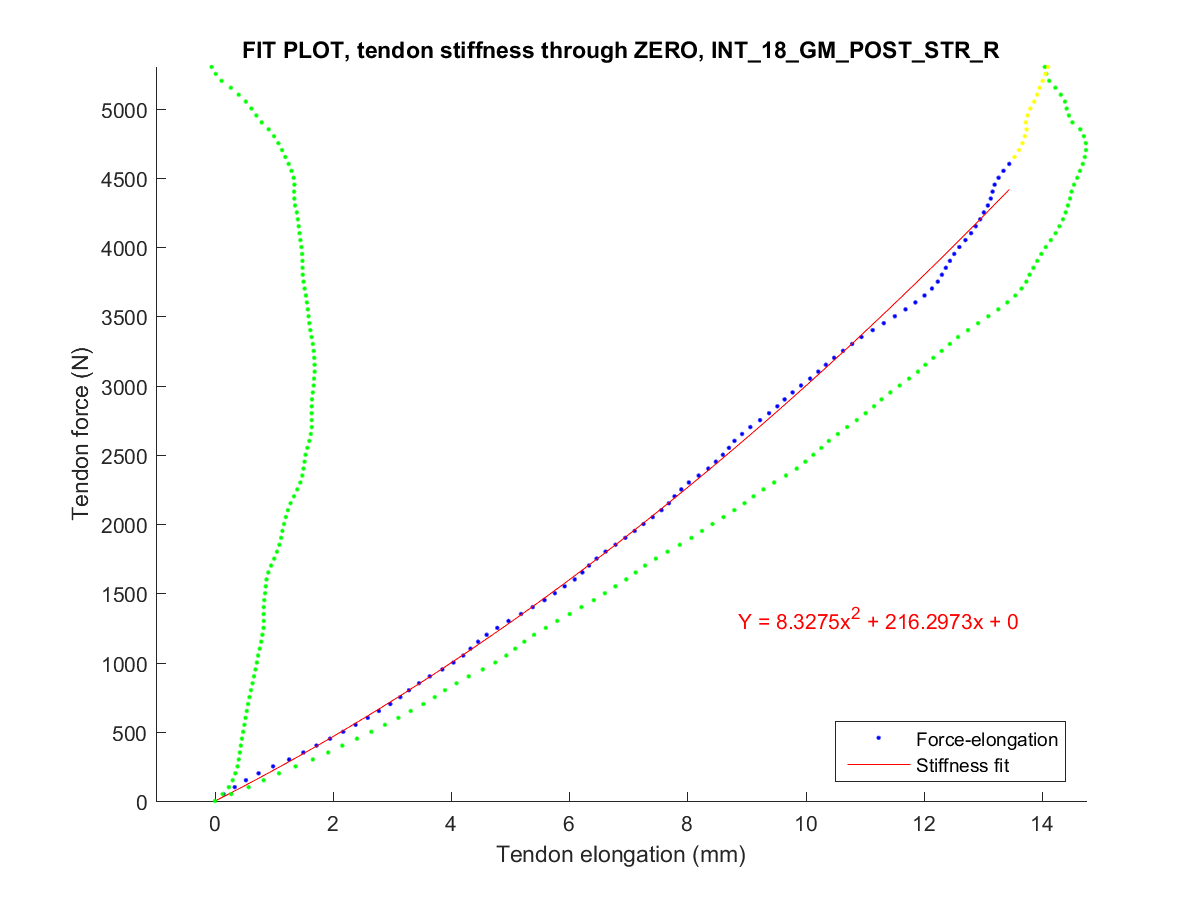 FIT PLOT, tendon stiffness through ZERO, INT_18_GM_POST_STR_R
5000
4500
4000
3500
3000
2500
2000
1500
1000
500
0
Tendon force (N)
Y = 8.3275x² + 216.2973x + 0
Force-elongation
Stiffness fit
0 2 4 6 8 10 12 14
Tendon elongation (mm)